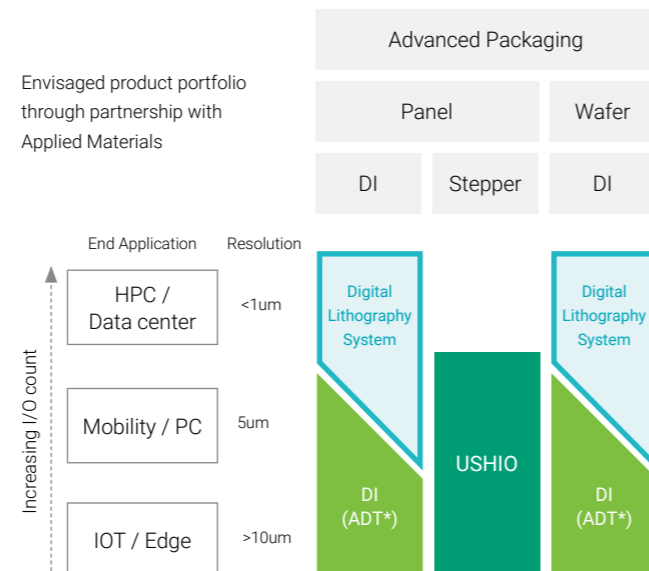 Advanced Packaging
Envisaged product portfolio
through partnership with
Applied Materials
Panel
Wafer
DI
Stepper
DI
End Application
Resolution
Increasing I/O count
HPC /
Data center
<1um
Digital
Lithography
System
Digital
Lithography
System
Mobility / PC
5um
USHIO
DI
(ADT*)
DI
(ADT*)
IOT / Edge
>10um